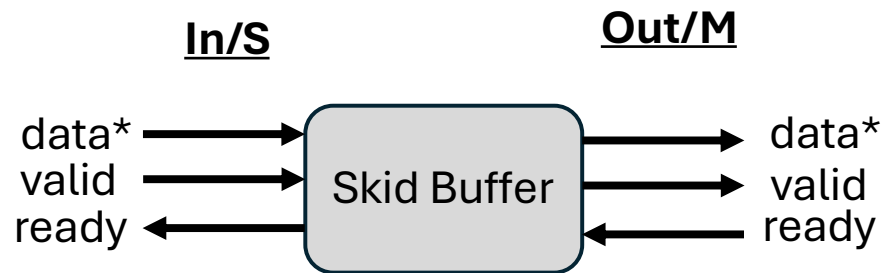 In/S
Out/M
data*
valid
ready
Skid Buffer
data*
valid
ready